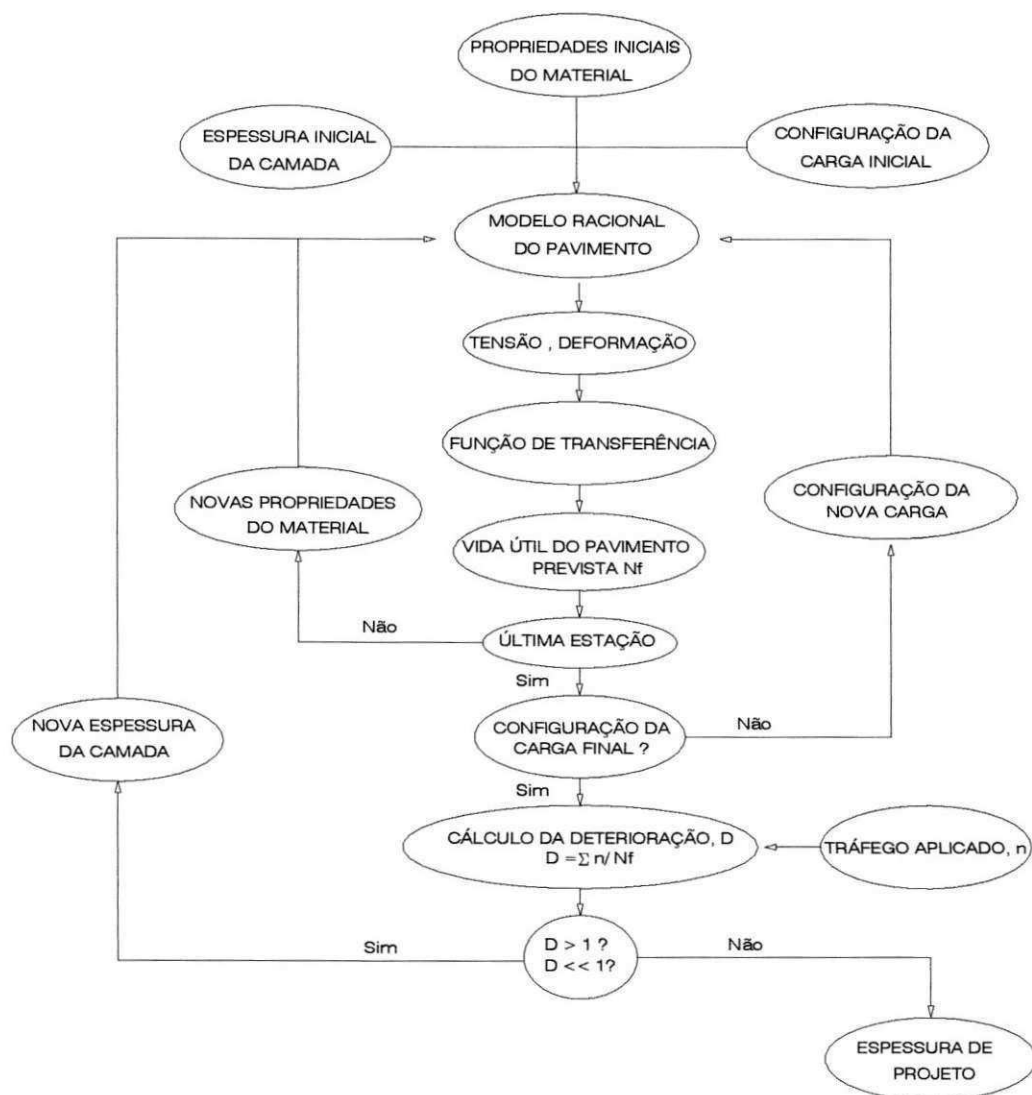 PROPRIEDADES INICIAIS
DO MATERIAL
ESPESSURA INICIAL
DA CAMADA
CONFIGURAÇÃO DA
CARGA INICIAL
MODELO RACIONAL
DO PAVIMENTO
TENSÃO , DEFORMAÇÃO
FUNÇÃO DE TRANSFERÊNCIA
NOVAS PROPRIEDADES
DO MATERIAL
CONFIGURAÇÃO DA
NOVA CARGA
VIDA ÚTIL DO PAVIMENTO
PREVISTA Nf
Não
ÚLTIMA ESTAÇÃO
Sim
NOVA ESPESSURA
DA CAMADA
CONFIGURAÇÃO DA
CARGA FINAL ?
Não
Sim
CÁLCULO DA DETERIORAÇÃO, D
D = Σ n/ Nf
TRÁFEGO APLICADO, n
Sim
D > 1 ?
D << 1?
Não
ESPESSURA DE
PROJETO